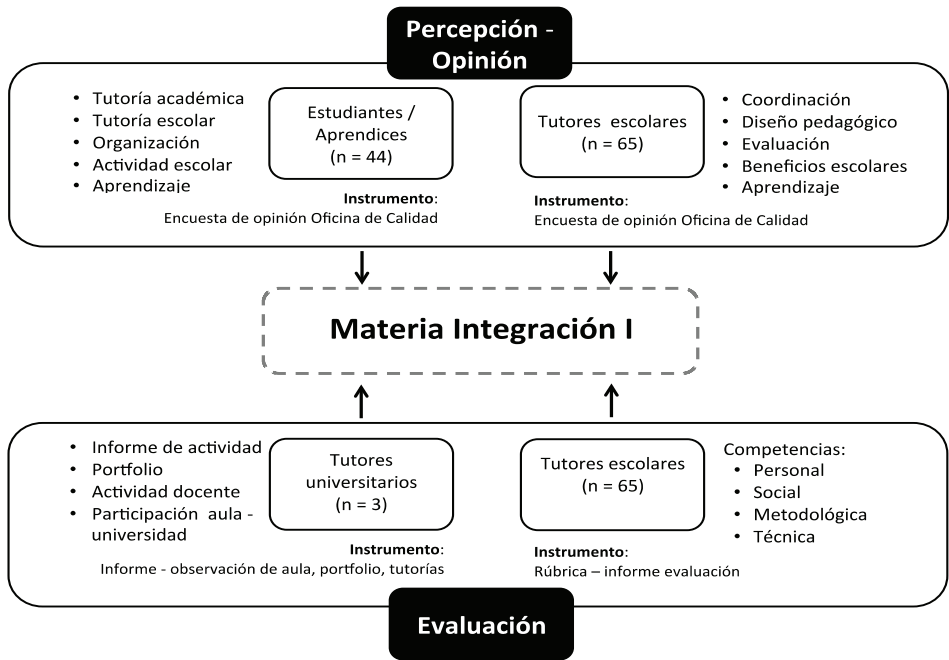 Percepción -
Opinión
• Tutoría académica
• Tutoría escolar
• Organización
• Actividad escolar
• Aprendizaje
Estudiantes /
Aprendices
(n = 44)
Instrumento:
Encuesta de opinión Oficina de Calidad
Tutores escolares
(n = 65)
Instrumento:
Encuesta de opinión Oficina de Calidad
• Coordinación
• Diseño pedagógico
• Evaluación
• Beneficios escolares
• Aprendizaje
Materia Integración I
• Informe de actividad
• Portfolio
• Actividad docente
• Participación aula -
universidad
Tutores
universitarios
(n = 3)
Instrumento:
Informe - observación de aula, portfolio, tutorías
Tutores escolares
(n = 65)
Instrumento:
Rúbrica – informe evaluación
Competencias:
• Personal
• Social
• Metodológica
• Técnica
Evaluación